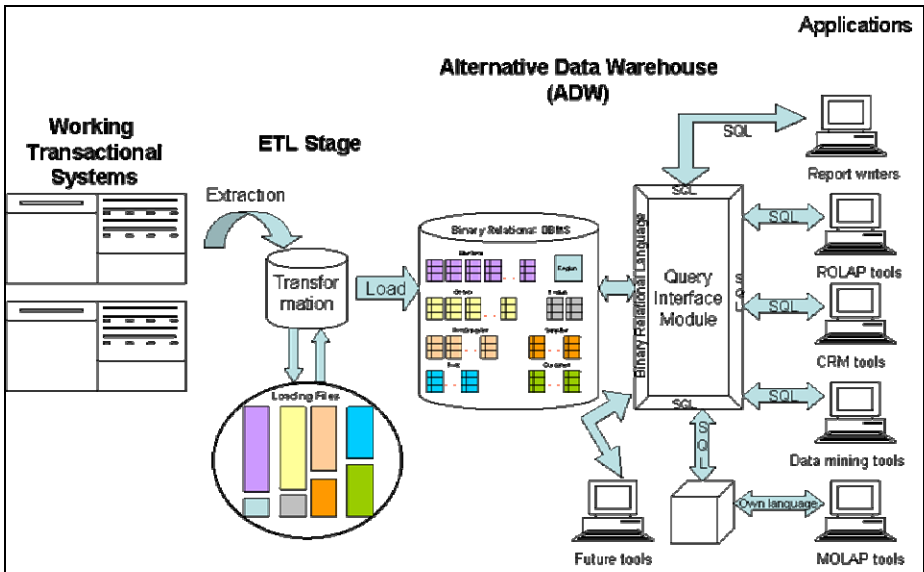 Applications
Alternative Data Warehouse
(ADW)
Working
Transactional
Systems
ETL Stage
Extraction
Transfor
mation
Load
Loading Files
Binary Relational DBMS
Binary Relational Language
Query
Interface
Module
SQL
SQL
SQL
SQL
SQL
SQL
SQL
SQL
Own language
Report writers
ROLAP tools
CRM tools
Data mining tools
MOLAP tools
Future tools